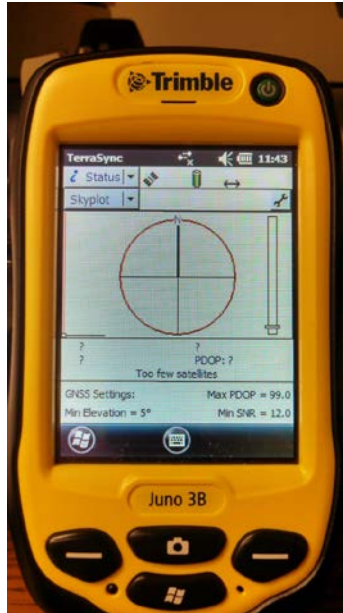 Trimble
TerraSync 11:43
Status
Skyplot
N
? ?
? PDOP: ?
Too few satellites
GNSS Settings: Max PDOP = 99.0
Min Elevation = 5° Min SNR = 12.0
Juno 3B